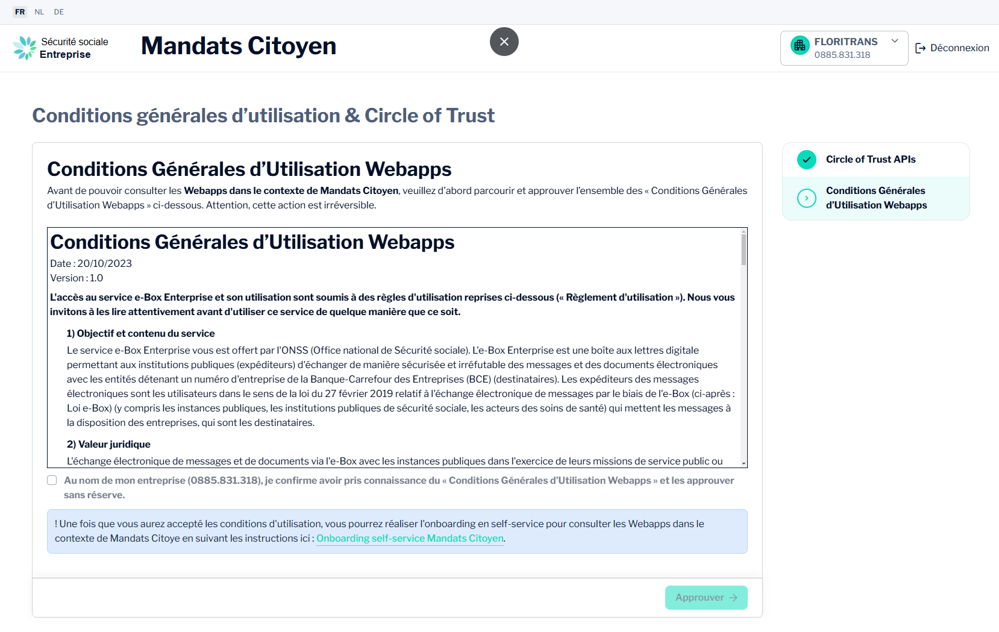 FR NL DE
Sécurité sociale
Entreprise
Mandats Citoyen
FLORITRANS
0885.831.318
Déconnexion
Conditions générales d’utilisation & Circle of Trust
Conditions Générales d’Utilisation Webapps
Avant de pouvoir consulter les Webapps dans le contexte de Mandats Citoyen, veuillez d’abord parcourir et approuver l’ensemble des « Conditions Générales
d’Utilisation Webapps » ci-dessous. Attention, cette action est irréversible.
Conditions Générales d’Utilisation Webapps
Date : 20/10/2023
Version : 1.0
L'accès au service e-Box Enterprise et son utilisation sont soumis à des règles d'utilisation reprises ci-dessous (« Règlement d'utilisation »). Nous vous
invitons à les lire attentivement avant d'utiliser ce service de quelque manière que ce soit.
1) Objectif et contenu du service
Le service e-Box Enterprise vous est offert par l'ONSS (Office national de Sécurité sociale). L'e-Box Enterprise est une boîte aux lettres digitale
permettant aux institutions publiques (expéditeurs) d'échanger de manière sécurisée et irréfutable des messages et des documents électroniques
avec les entités détenant un numéro d'entreprise de la Banque-Carrefour des Entreprises (BCE) (destinataires). Les expéditeurs des messages
électroniques sont les utilisateurs dans le sens de la loi du 27 février 2019 relatif à l'échange électronique de messages par le biais de l'e-Box (ci-après :
Loi e-Box) (y compris les instances publiques, les institutions publiques de sécurité sociale, les acteurs des soins de santé) qui mettent les messages à
la disposition des entreprises, qui sont les destinataires.
2) Valeur juridique
L'échange électronique de messages et de documents via l'e-Box avec les instances publiques dans l'exercice de leurs missions de service public ou
Au nom de mon entreprise (0885.831.318), je confirme avoir pris connaissance du « Conditions Générales d’Utilisation Webapps » et les approuver
sans réserve.
! Une fois que vous aurez accepté les conditions d'utilisation, vous pourrez réaliser l'onboarding en self-service pour consulter les Webapps dans le
contexte de Mandats Citoye en suivant les instructions ici : Onboarding self-service Mandats Citoyen.
Approuver
Circle of Trust APIs
Conditions Générales
d’Utilisation Webapps